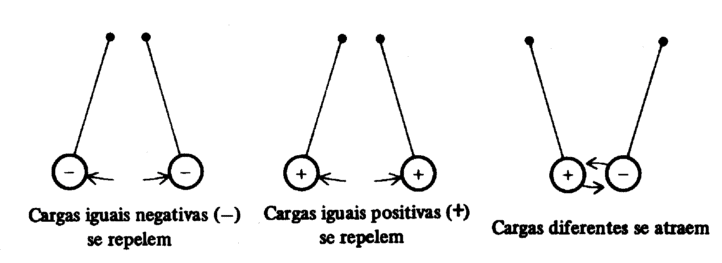 − − + + + −
Cargas iguais negativas (−)
se repelem
Cargas iguais positivas (+)
se repelem
Cargas diferentes se atraem